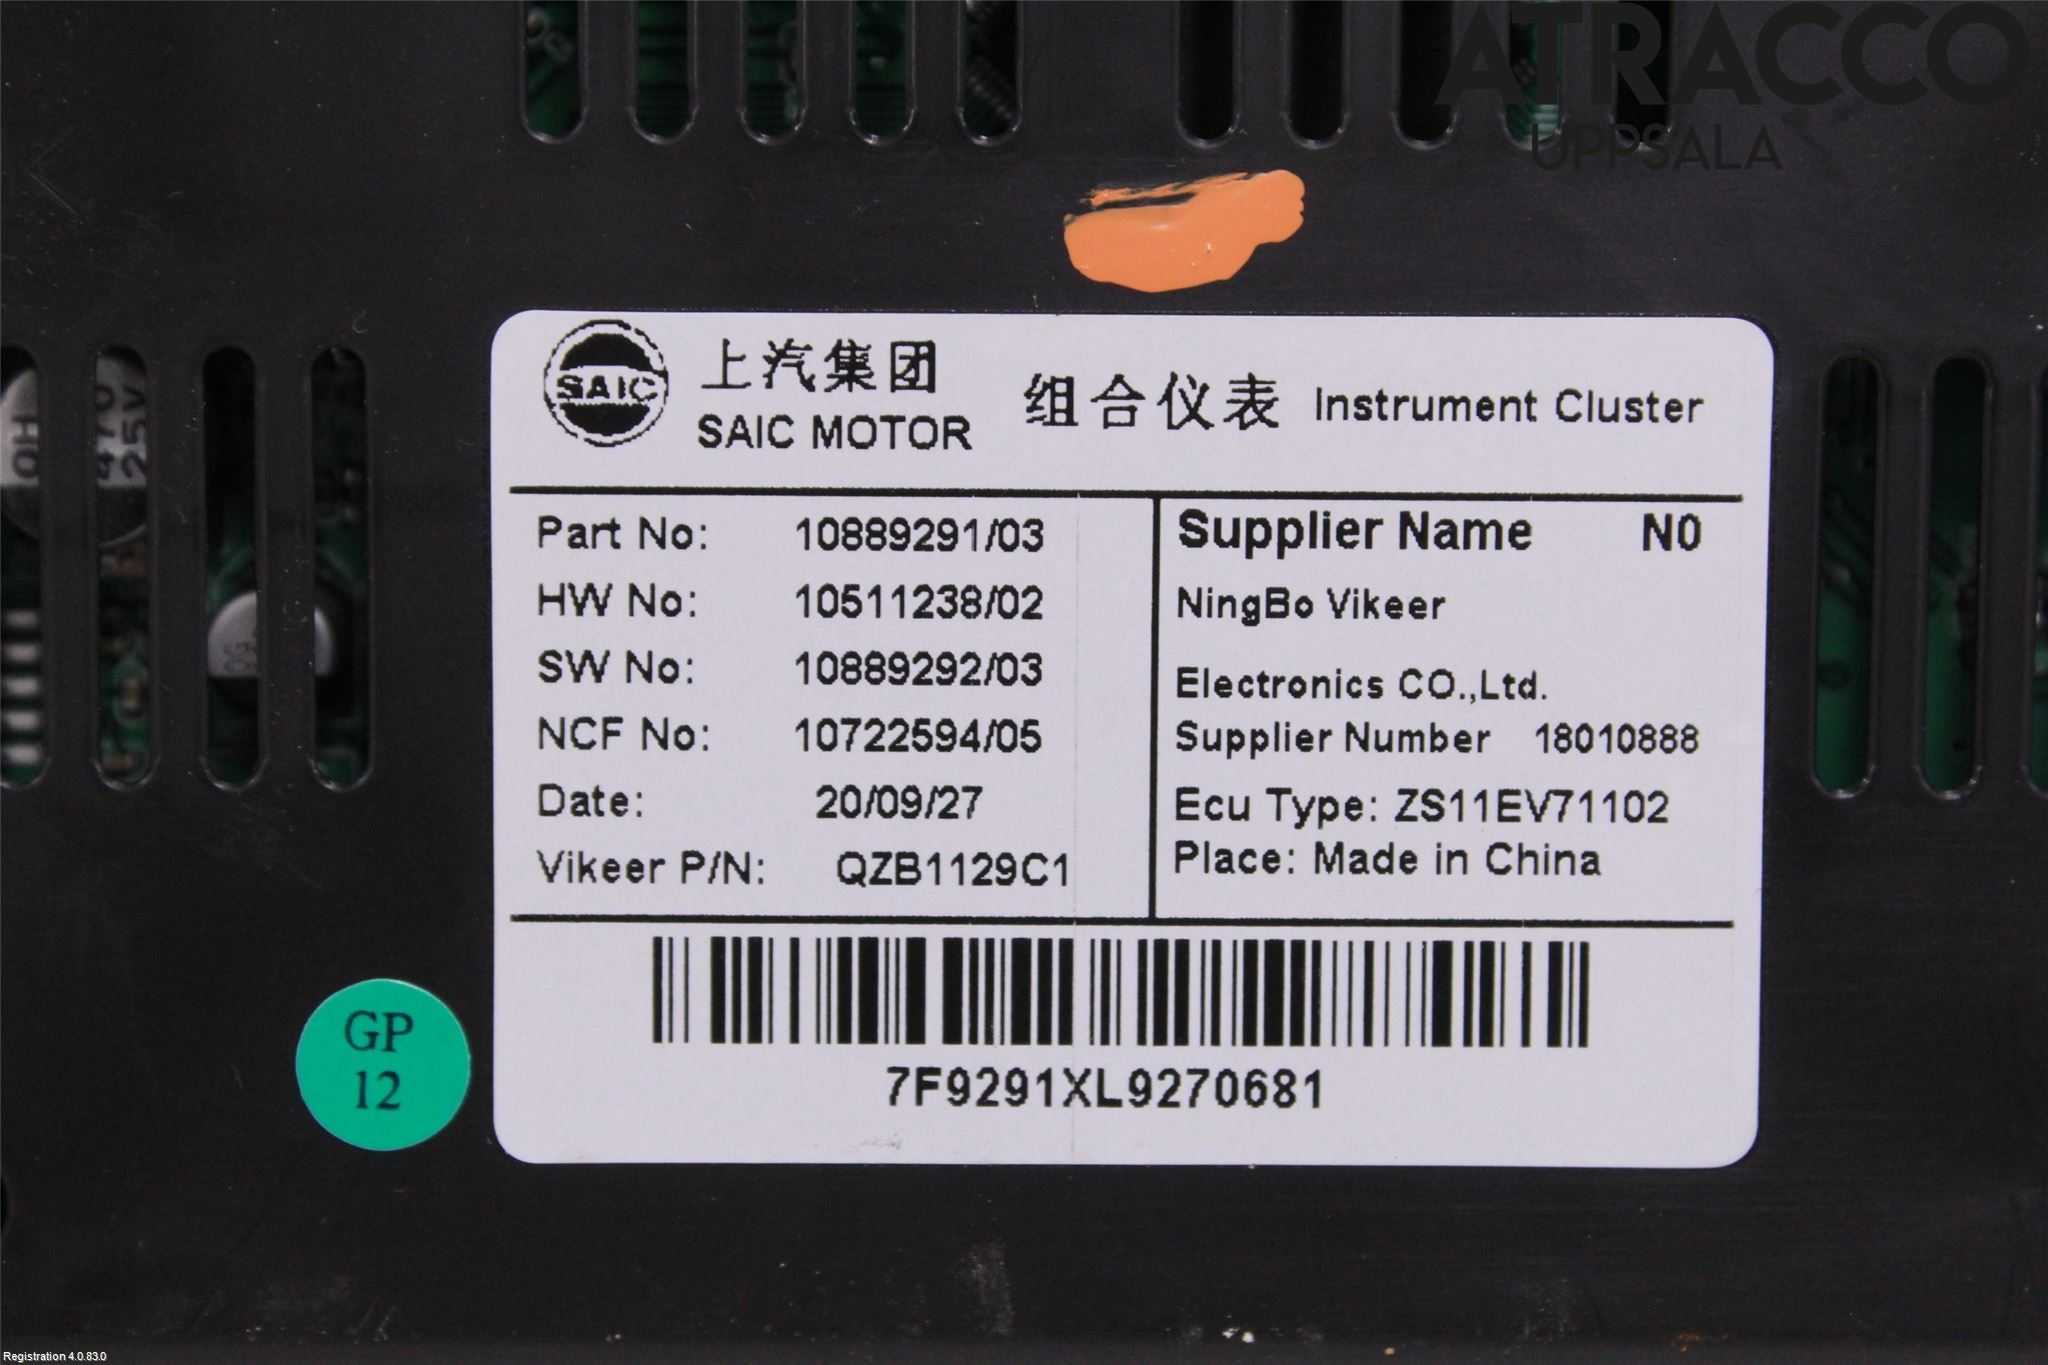 ATRACCO
UPPSALA
470
25V
SAIC
上汽集团
SAIC MOTOR
组合仪表 Instrument Cluster
Part No: 10889291/03
HW No: 10511238/02
SW No: 10889292/03
NCF No: 10722594/05
Date: 20/09/27
Vikeer P/N: QZB1129C1
Supplier Name N0
NingBo Vikeer
Electronics CO.,Ltd.
Supplier Number 18010888
Ecu Type: ZS11EV71102
Place: Made in China
7F9291XL9270681
GP
12
Registration 4.0.83.0